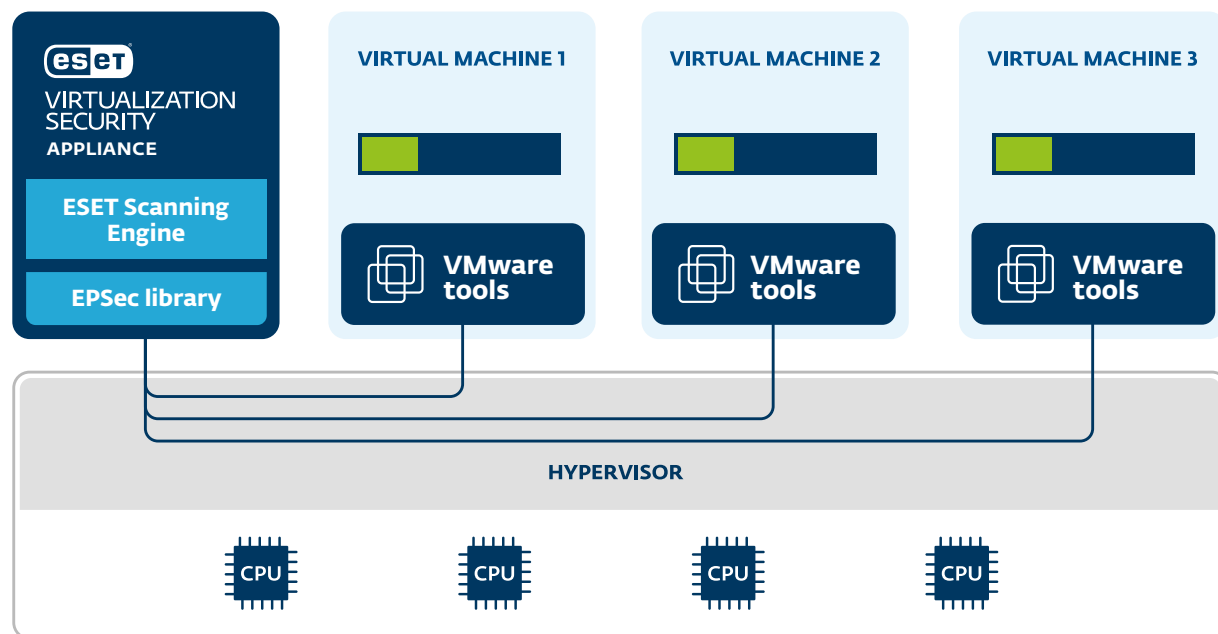 eseT
VIRTUALIZATION
SECURITY
APPLIANCE
ESET Scanning
Engine
EPSec library
VIRTUAL MACHINE 1
VMware
tools
VIRTUAL MACHINE 2
VMware
tools
VIRTUAL MACHINE 3
VMware
tools
HYPERVISOR
CPU
CPU
CPU
CPU